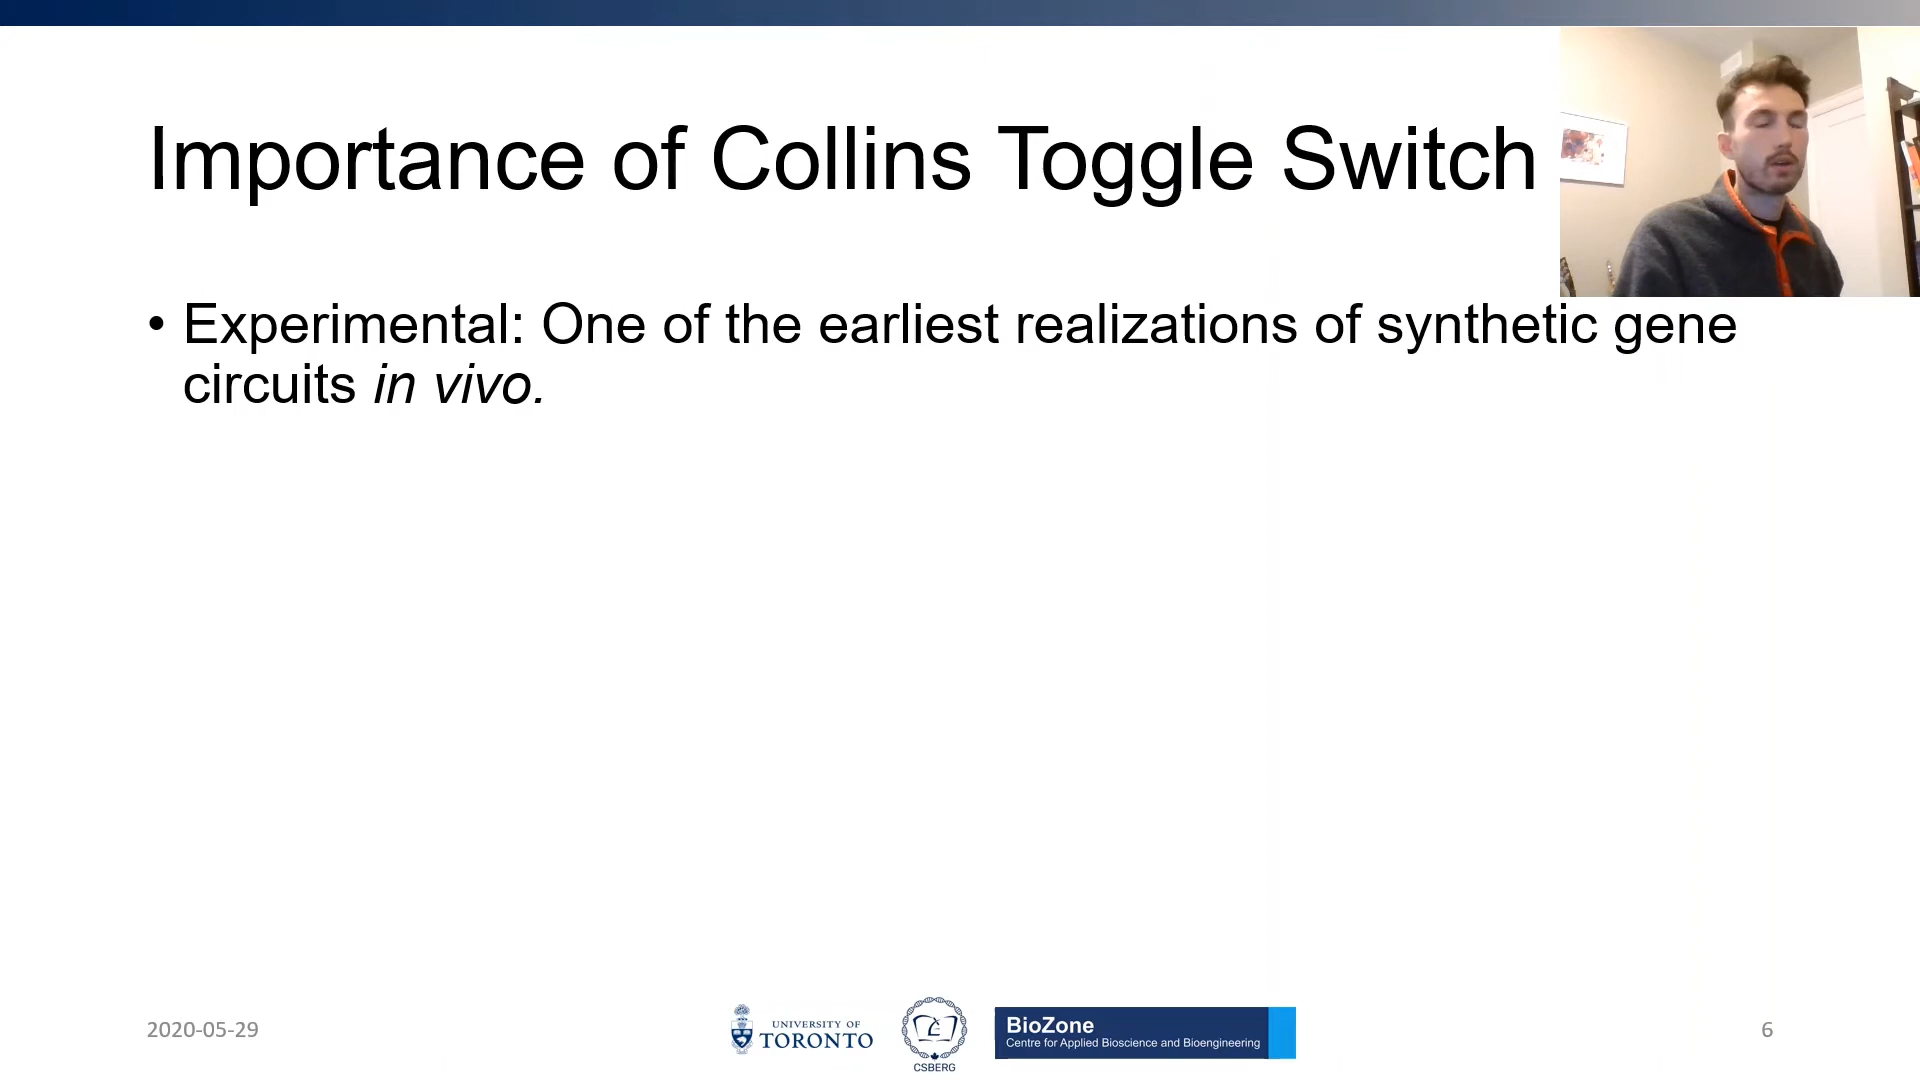 Importance of Collins Toggle Switch
• Experimental: One of the earliest realizations of synthetic gene
circuits in vivo.
2020-05-29
UNIVERSITY OF
TORONTO
CSBERG
BioZone
Centre for Applied Bioscience and Bioengineering
6